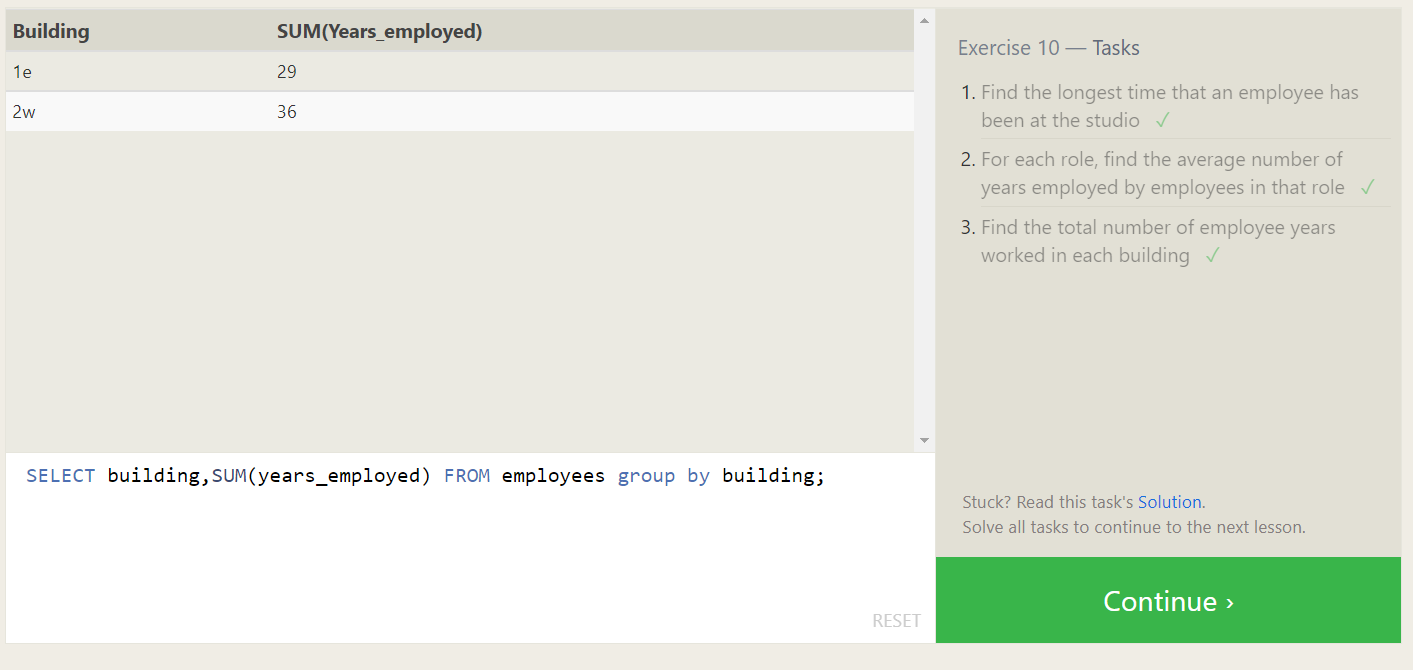 Building SUM(Years_employed)
1e 29
2w 36
SELECT building,SUM(years_employed) FROM employees group by building;
RESET
Exercise 10 — Tasks
1. Find the longest time that an employee has
been at the studio ✓
2. For each role, find the average number of
years employed by employees in that role ✓
3. Find the total number of employee years
worked in each building ✓
Stuck? Read this task's Solution.
Solve all tasks to continue to the next lesson.
Continue ›